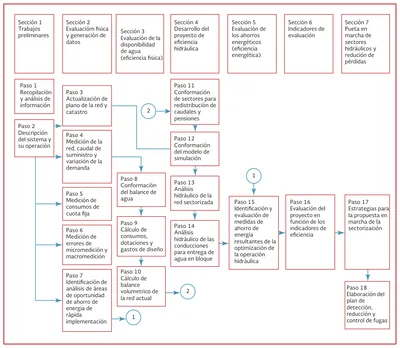 Sección 1
Trabajos
preliminares
Sección 2
Evaluación física
y generación de
datos
Sección 3
Evaluación de la
disponibilidad
de agua
(eficiencia física)
Sección 4
Desarrollo del
proyecto de
eficiencia
hidráulica
Sección 5
Evaluación de
los ahorros
energéticos
(eficiencia
energética)
Sección 6
Indicadores de
evaluación
Sección 7
Pueta en
marcha de
sectores
hidráulicos y
reducción de
pérdidas
Paso 1
Recopilación
y análisis de
información
Paso 2
Descripción
del sistema y
su operación
Paso 3
Actualización de
plano de la red y
catastro
Paso 4
Medición de la
red, caudal de
suministro y
variación de la
demanda
Paso 5
Medición de
consumos de
cuota fija
Paso 6
Medición de
errores de
micromedición y
macromedición
Paso 7
Identificación de
análisis de áreas
de oportunidad
de ahorro de
energía de
rápida
implementación
1
Paso 8
Conformación
del balance de
agua
Paso 9
Cálculo de
consumos,
dotaciones y
gastos de diseño
Paso 10
Cálculo de
balance
volumetrico de
la red actual
2
2
Paso 11
Conformación
de sectores para
redistribución de
caudales y
pensiones
Paso 12
Conformación
del modelo de
simulación
Paso 13
Análisis
hidráulico de la
red sectorizada
Paso 14
Análisis
hidráulico de las
conducciones
para entrega de
agua en bloque
1
Paso 15
Identificación y
evaluación de
medidas de
ahorro de
energía
resultantes de la
optimización de
la operación
hidráulica
Paso 16
Evaluación del
proyecto en
función de los
indicadores de
eficiencia
Paso 17
Estrategias para
la propuesta en
marcha de la
sectorización
Paso 18
Elaboración del
plan de
detección,
reducción y
control de fugas